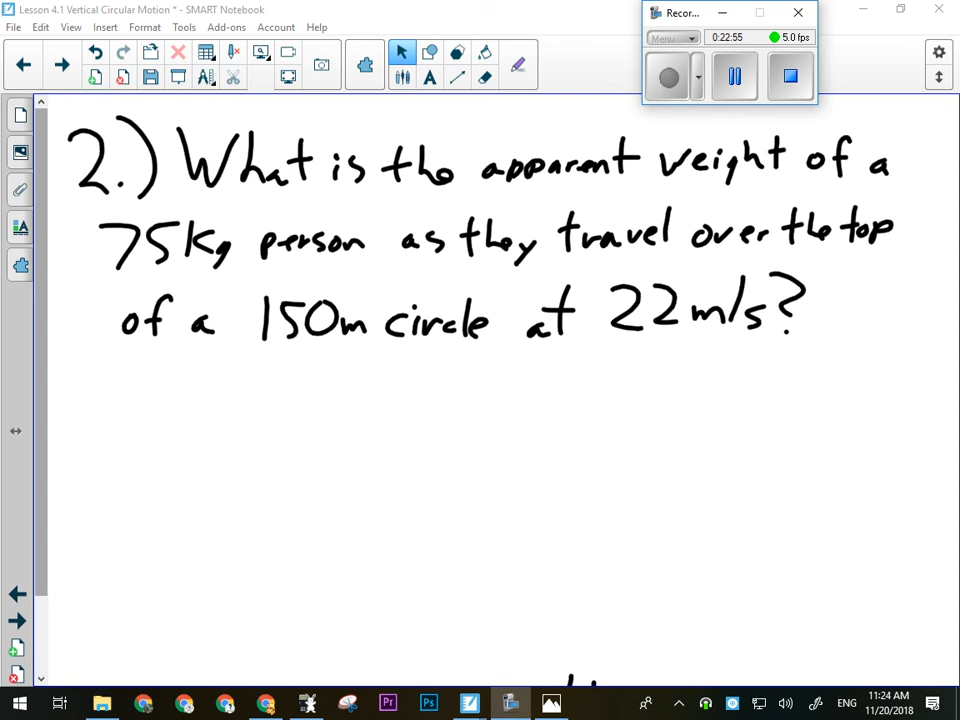 Lesson 4.1 Vertical Circular Motion * - SMART Notebook
File Edit View Insert Format Tools Add-ons Account Help
Recor...
Menu
0:22:55
5.0 fps
2.) What is the apparent weight of a
75kg person as they travel over the top
of a 150m circle at 22m/s?
ENG
11:24 AM
11/20/2018